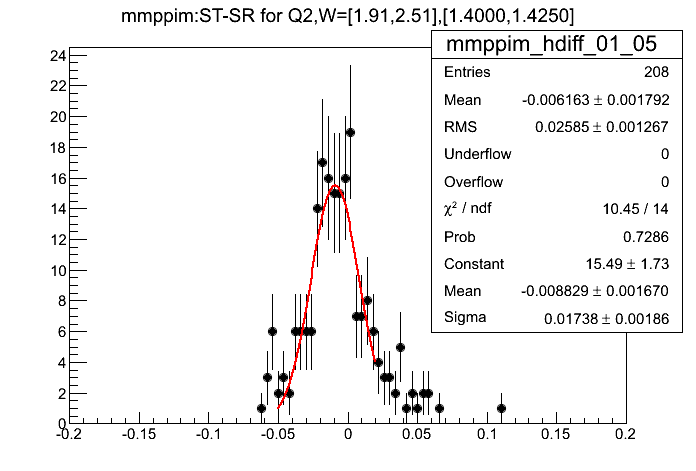 mmppim:ST-SR for Q2,W=[1.91,2.51],[1.4000,1.4250]
mmppim_hdiff_01_05
Entries 208
Mean -0.006163 ± 0.001792
RMS 0.02585 ± 0.001267
Underflow 0
Overflow 0
χ² / ndf 10.45 / 14
Prob 0.7286
Constant 15.49 ± 1.73
Mean -0.008829 ± 0.001670
Sigma 0.01738 ± 0.00186
24
22
20
18
16
14
12
10
8
6
4
2
0
-0.2 -0.15 -0.1 -0.05 0 0.05 0.1 0.15 0.2